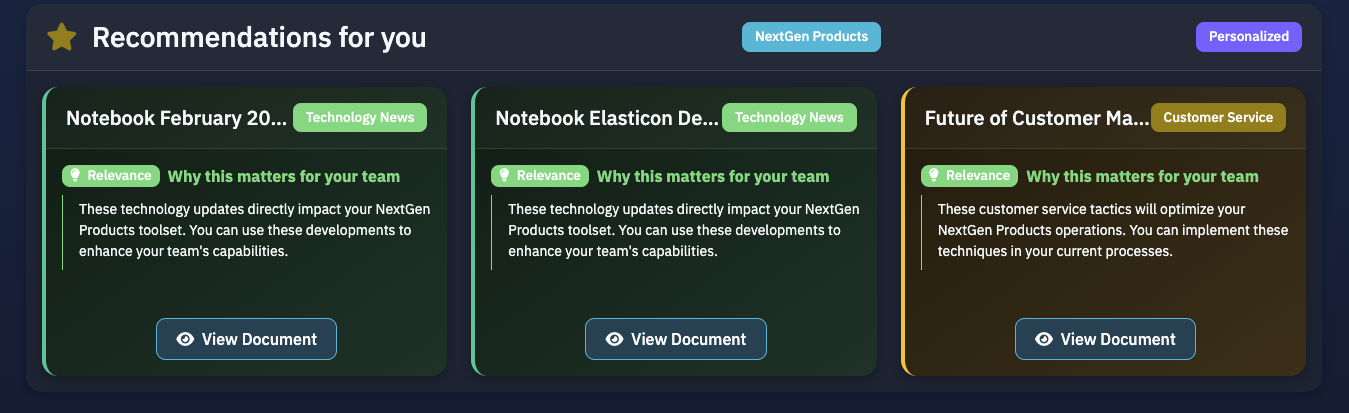 Recommendations for you
NextGen Products
Personalized
Notebook February 20...
Technology News
Relevance
Why this matters for your team
These technology updates directly impact your NextGen
Products toolset. You can use these developments to
enhance your team's capabilities.
View Document
Notebook Elasticon De...
Technology News
Relevance
Why this matters for your team
These technology updates directly impact your NextGen
Products toolset. You can use these developments to
enhance your team's capabilities.
View Document
Future of Customer Ma...
Customer Service
Relevance
Why this matters for your team
These customer service tactics will optimize your
NextGen Products operations. You can implement these
techniques in your current processes.
View Document